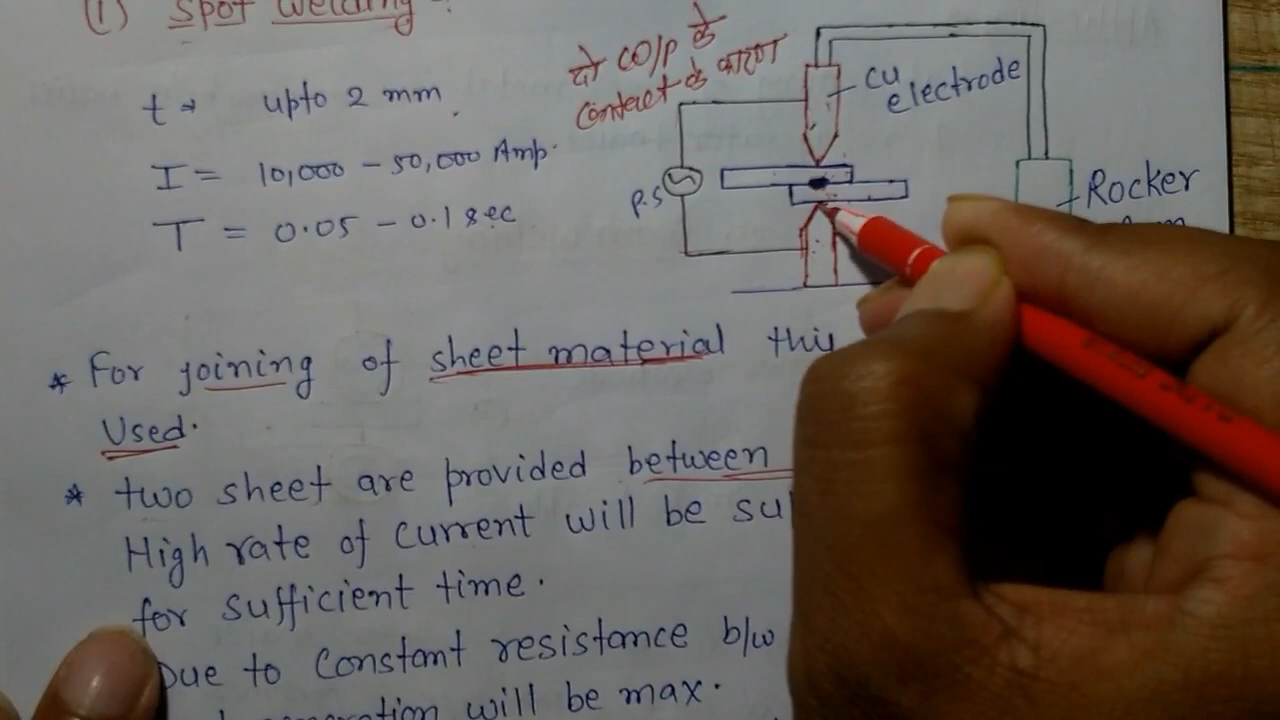 (1) Spot Welding :
t → upto 2 mm.
I = 10,000 - 50,000 Amp.
T = 0.05 - 0.1 sec
दो CO/P के
Contact के कारण
CU
electrode
P.S
Rocker
* For joining of sheet material this
Used.
* two sheet are provided between
High rate of current will be su
for sufficient time.
Due to Constant resistance b/w
will be max.